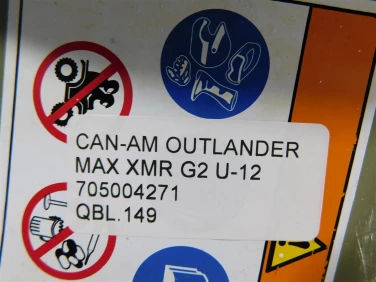 CAN-AM OUTLANDER
MAX XMR G2 U-12
705004271
QBL.149